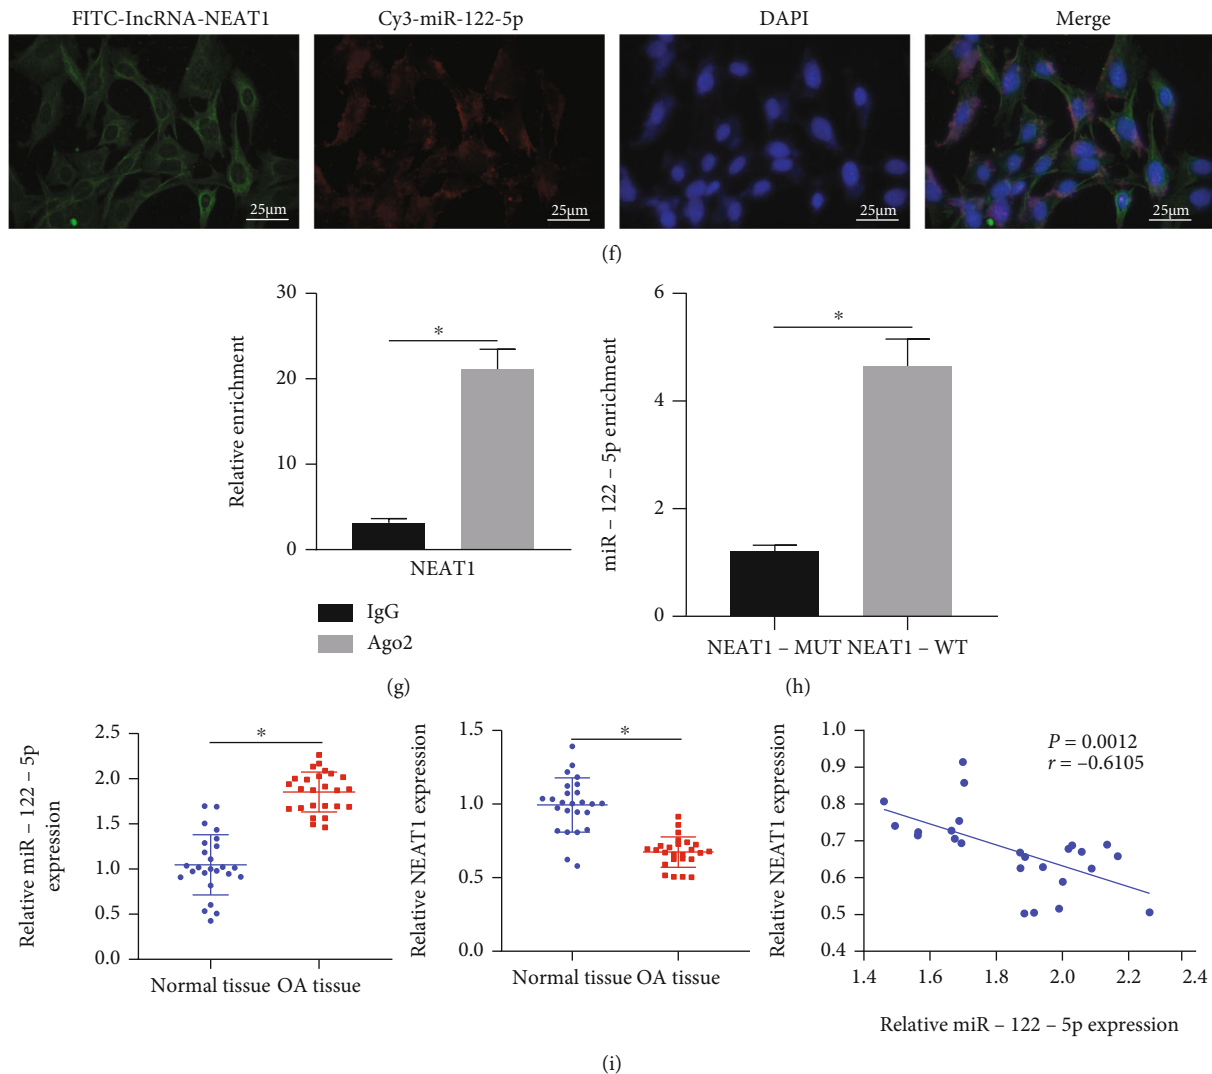 FITC-lncRNA-NEAT1
Cy3-miR-122-5p
DAPI
Merge
25μm
25μm
25μm
25μm
(f)
Relative enrichment
30
20
10
0
*
NEAT1
IgG
Ago2
(g)
miR – 122 – 5p enrichment
6
4
2
0
*
NEAT1 – MUT
NEAT1 – WT
(h)
Relative miR – 122 – 5p
expression
2.5
2.0
1.5
1.0
0.5
0.0
*
Normal tissue
OA tissue
Relative NEAT1 expression
1.5
1.0
0.5
0.0
*
Normal tissue
OA tissue
Relative NEAT1 expression
1.0
0.9
0.8
0.7
0.6
0.5
0.4
P = 0.0012
r = –0.6105
1.4
1.6
1.8
2.0
2.2
2.4
Relative miR – 122 – 5p expression
(i)